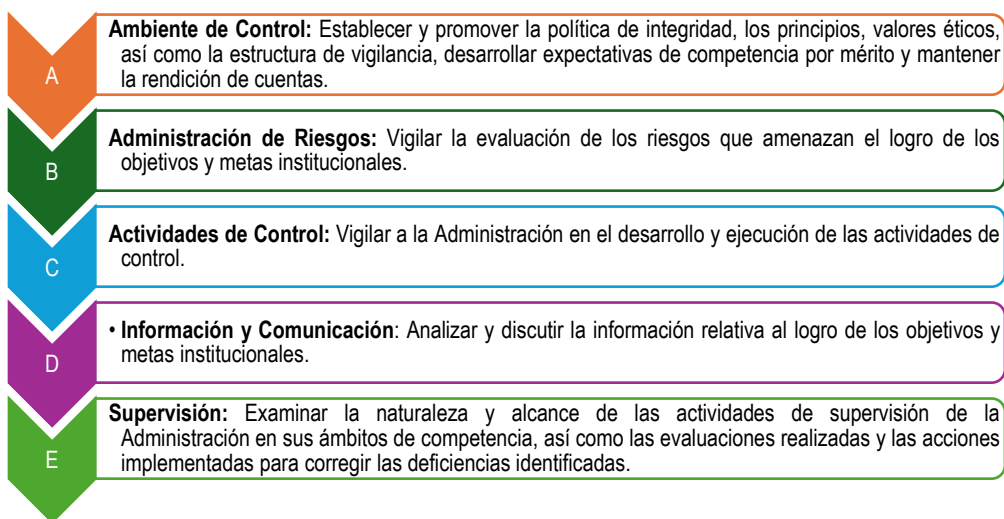 A
Ambiente de Control: Establecer y promover la política de integridad, los principios, valores éticos,
así como la estructura de vigilancia, desarrollar expectativas de competencia por mérito y mantener
la rendición de cuentas.
B
Administración de Riesgos: Vigilar la evaluación de los riesgos que amenazan el logro de los
objetivos y metas institucionales.
C
Actividades de Control: Vigilar a la Administración en el desarrollo y ejecución de las actividades de
control.
D
• Información y Comunicación: Analizar y discutir la información relativa al logro de los objetivos y
metas institucionales.
E
Supervisión: Examinar la naturaleza y alcance de las actividades de supervisión de la
Administración en sus ámbitos de competencia, así como las evaluaciones realizadas y las acciones
implementadas para corregir las deficiencias identificadas.